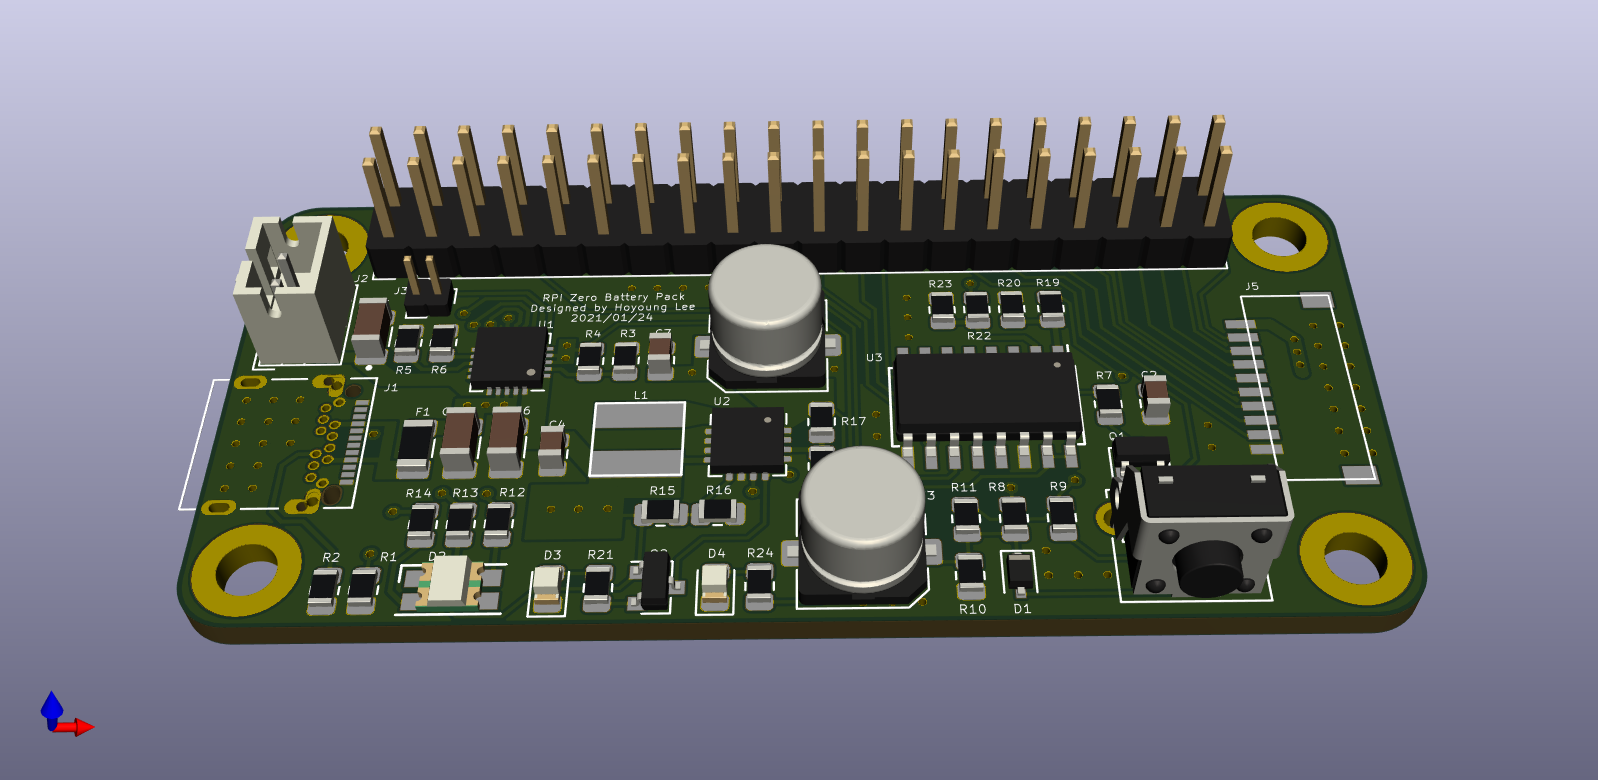 J2
J3
RPI Zero Battery Pack
Designed by Hoyoung Lee
2021/01/24
R23
R20
R19
J5
U1
R4
R3
C7
R22
U3
R5
R6
J1
R7
L1
U2
F1
C4
R17
R14
R13
R12
R15
R16
R11
R8
R9
R2
R1
D3
R21
D4
R24
R10
D1